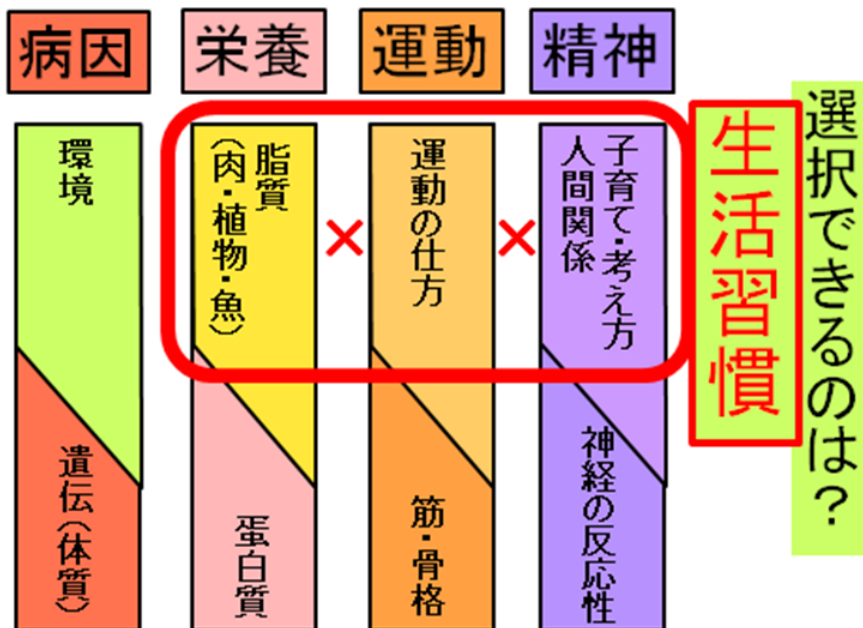 病因
栄養
運動
精神
環境
遺伝(体質)
脂質
(肉・植物・魚)
蛋白質
×
運動の仕方
筋・骨格
×
子育て・考え方
人間関係
神経の反応性
選択できるのは?
生活習慣